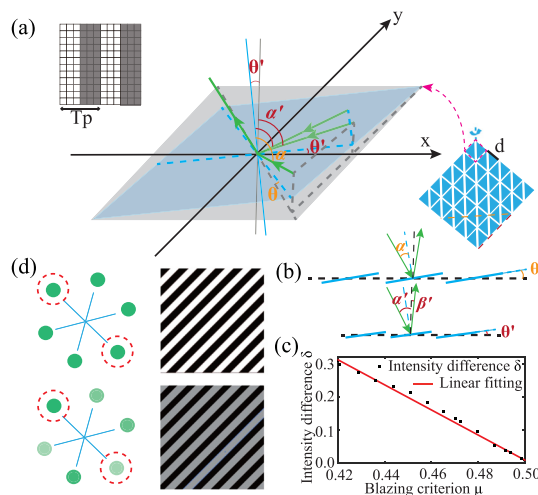 (a)
y
θ'
α'
Tp
x
α
θ'
θ
d
(d)
(b)
α
θ
α'
β'
θ'
(c)
Intensity difference δ
Intensity difference δ
Linear fitting
0.3
0.2
0.1
0.0
0.42
0.44
0.46
0.48
0.50
Blazing criterion μ